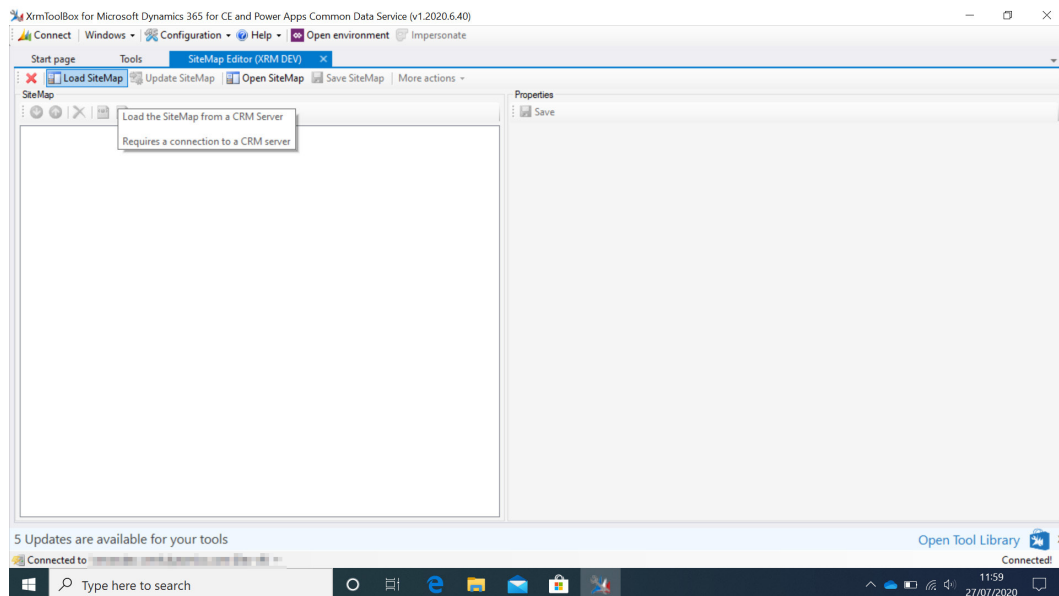 XrmToolBox for Microsoft Dynamics 365 for CE and Power Apps Common Data Service (v1.2020.6.40)
Connect Windows Configuration Help Open environment Impersonate
Start page Tools SiteMap Editor (XRM DEV)
Load SiteMap Update SiteMap Open SiteMap Save SiteMap More actions
SiteMap Properties
Save
Load the SiteMap from a CRM Server
Requires a connection to a CRM server
5 Updates are available for your tools Open Tool Library
Connected to Connected!
Type here to search 11:59
27/07/2020